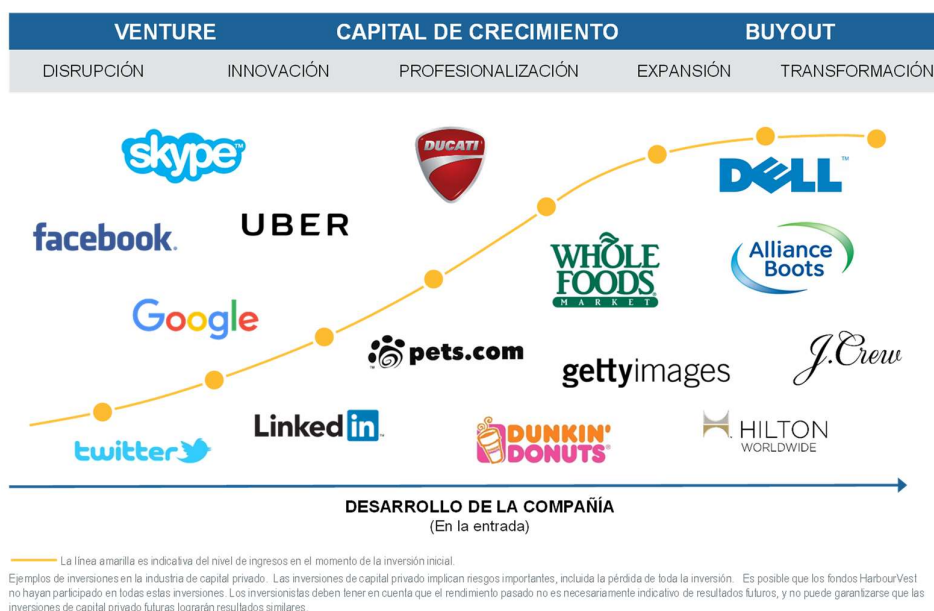 VENTURE CAPITAL DE CRECIMIENTO BUYOUT
DISRUPCIÓN INNOVACIÓN PROFESIONALIZACIÓN EXPANSIÓN TRANSFORMACIÓN
skype™
DUCATI
DELL™
facebook®
UBER
WHOLE
FOODS®
MARKET
Alliance
Boots
Google
pets.com
™
gettyimages
J.Crew
twitter
Linked in™
DUNKIN'
DONUTS®
HILTON
WORLDWIDE
DESARROLLO DE LA COMPAÑÍA
(En la entrada)
La línea amarilla es indicativa del nivel de ingresos en el momento de la inversión inicial.
Ejemplos de inversiones en la industria de capital privado. Las inversiones de capital privado implican riesgos importantes, incluida la pérdida de toda la inversión. Es posible que los fondos HarbourVest
no hayan participado en todas estas inversiones. Los inversionistas deben tener en cuenta que el rendimiento pasado no es necesariamente indicativo de resultados futuros, y no puede garantizarse que las
inversiones de capital privado futuras lograrán resultados similares.